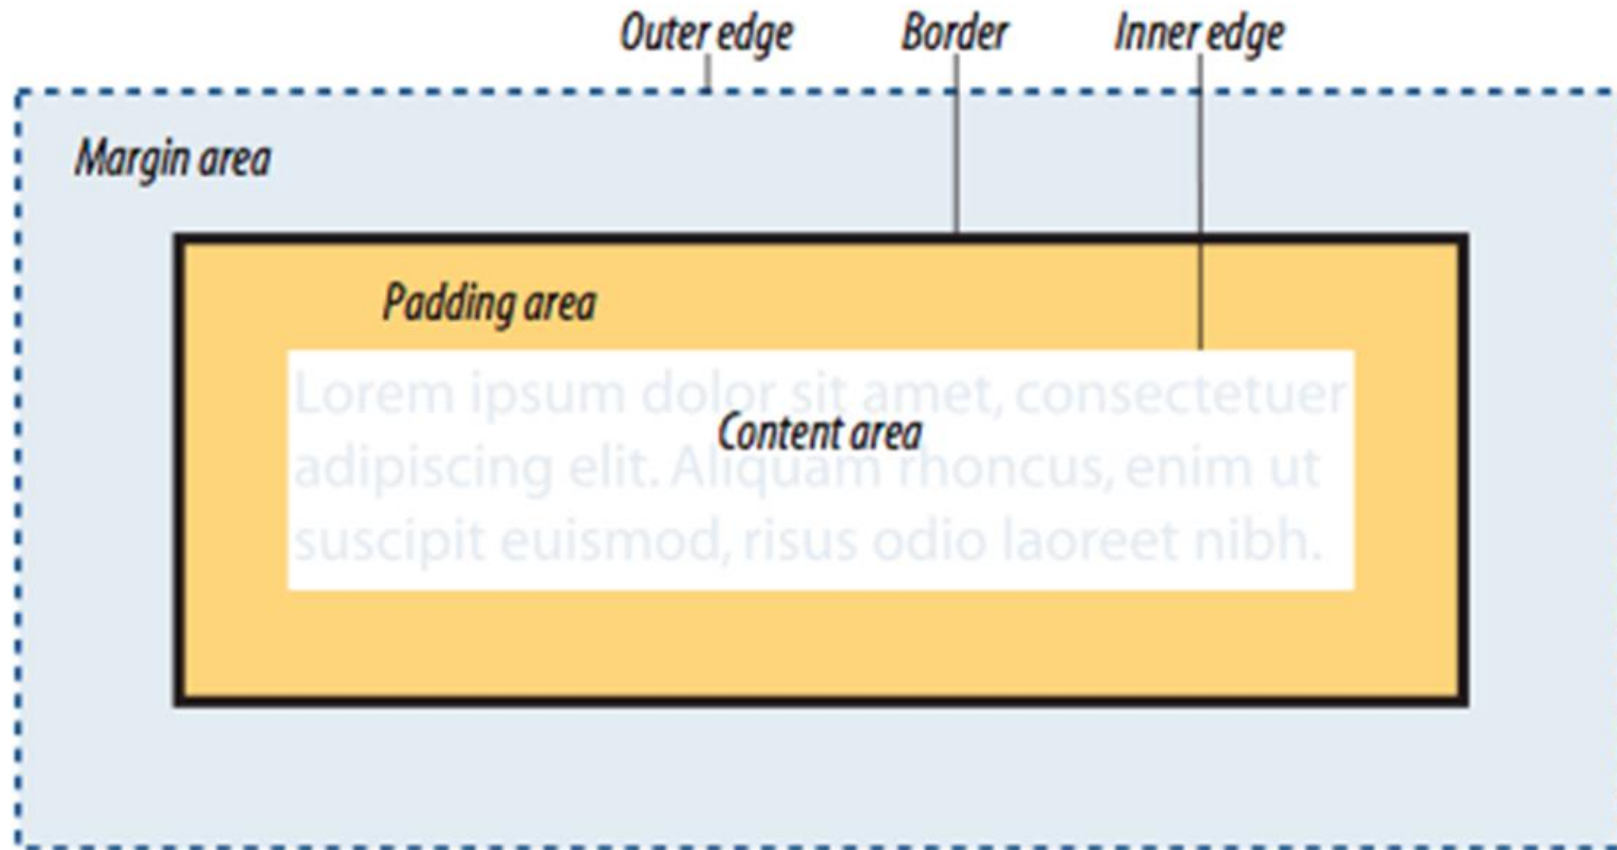 Outer edge
Border
Inner edge
Margin area
Padding area
Lorem ipsum dolor sit amet, consectetuer
Content area
adipiscing elit. Aliquam rhoncus, enim ut
suscipit euismod, risus odio laoreet nibh.